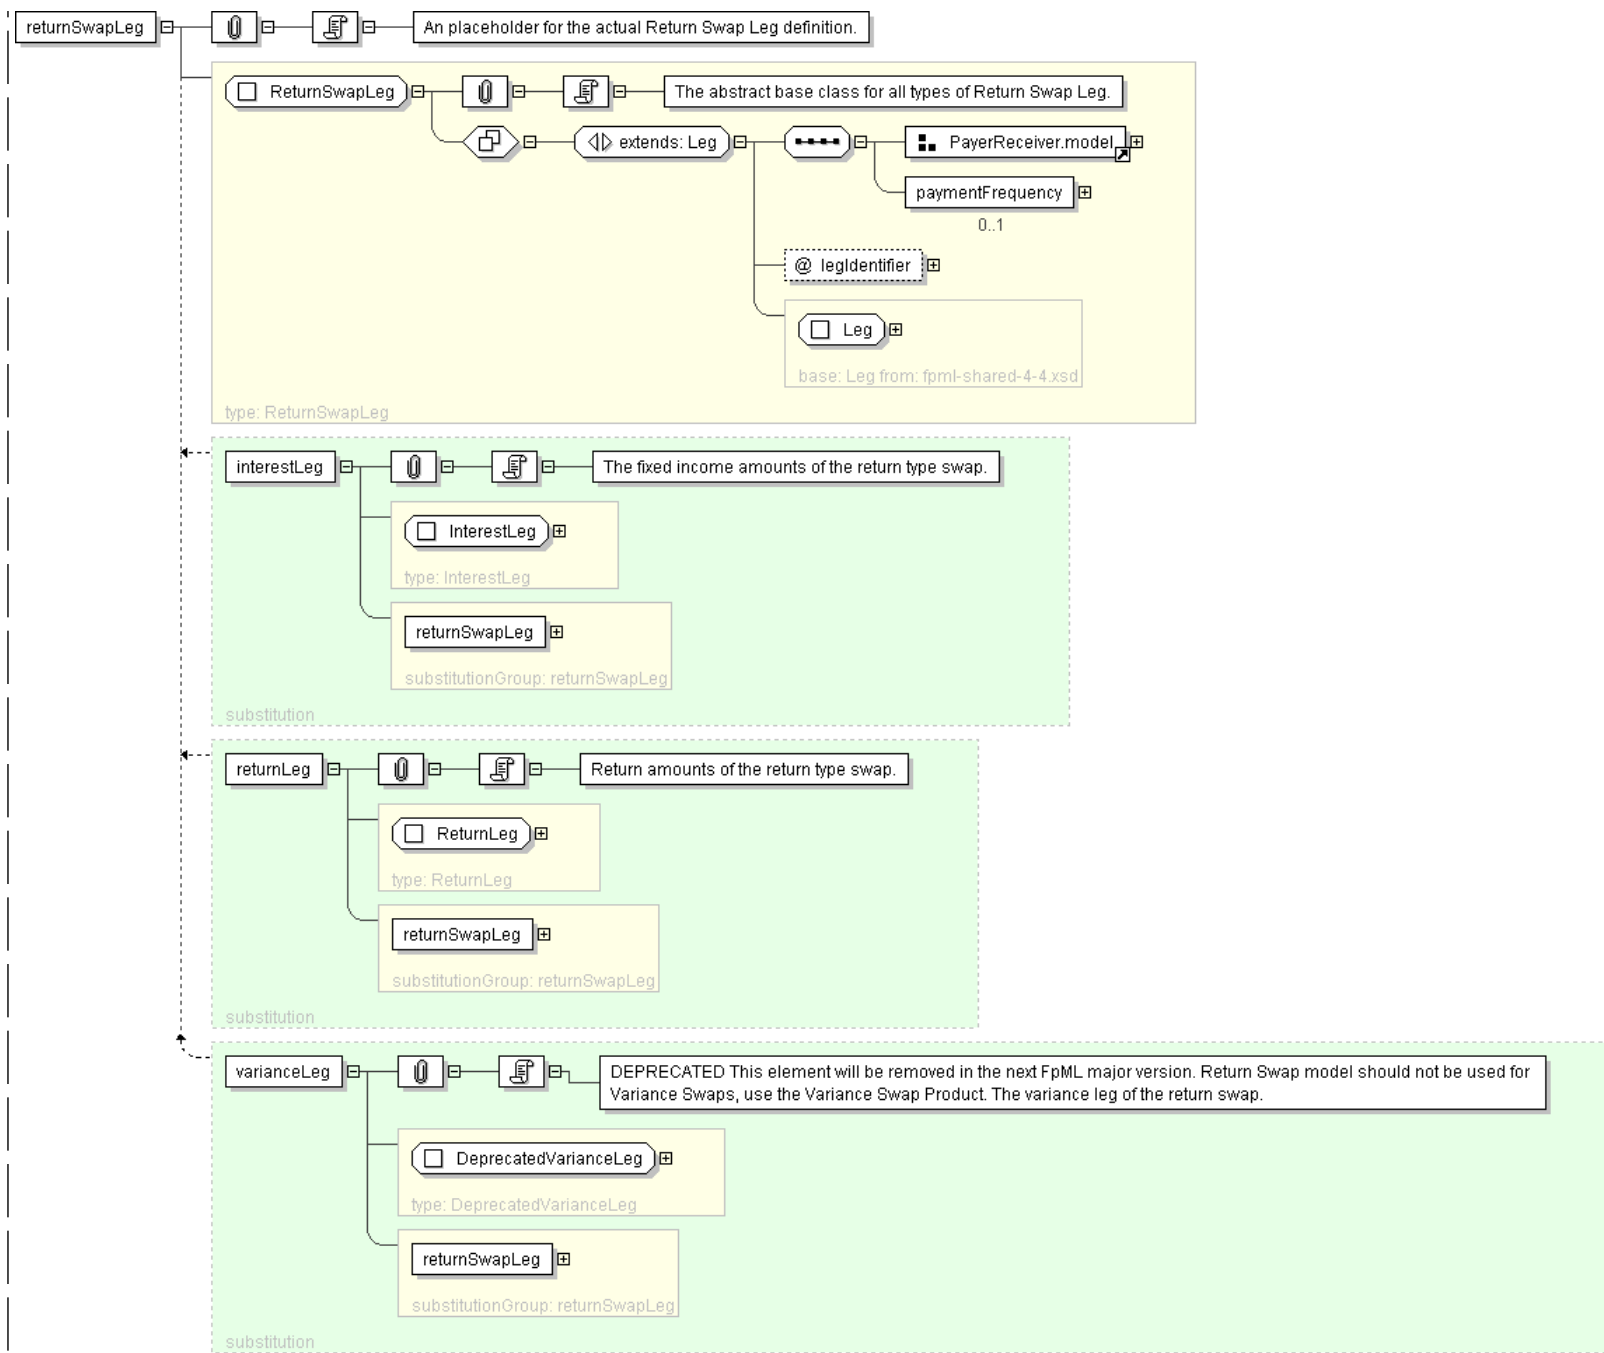 returnSwapLeg
An placeholder for the actual Return Swap Leg definition.
ReturnSwapLeg
The abstract base class for all types of Return Swap Leg.
extends: Leg
PayerReceiver.model
paymentFrequency
0..1
@ legIdentifier
Leg
base: Leg from: fpml-shared-4-4.xsd
type: ReturnSwapLeg
interestLeg
The fixed income amounts of the return type swap.
InterestLeg
type: InterestLeg
returnSwapLeg
substitutionGroup: returnSwapLeg
substitution
returnLeg
Return amounts of the return type swap.
ReturnLeg
type: ReturnLeg
returnSwapLeg
substitutionGroup: returnSwapLeg
substitution
varianceLeg
DEPRECATED This element will be removed in the next FpML major version. Return Swap model should not be used for
Variance Swaps, use the Variance Swap Product. The variance leg of the return swap.
DeprecatedVarianceLeg
type: DeprecatedVarianceLeg
returnSwapLeg
substitutionGroup: returnSwapLeg
substitution